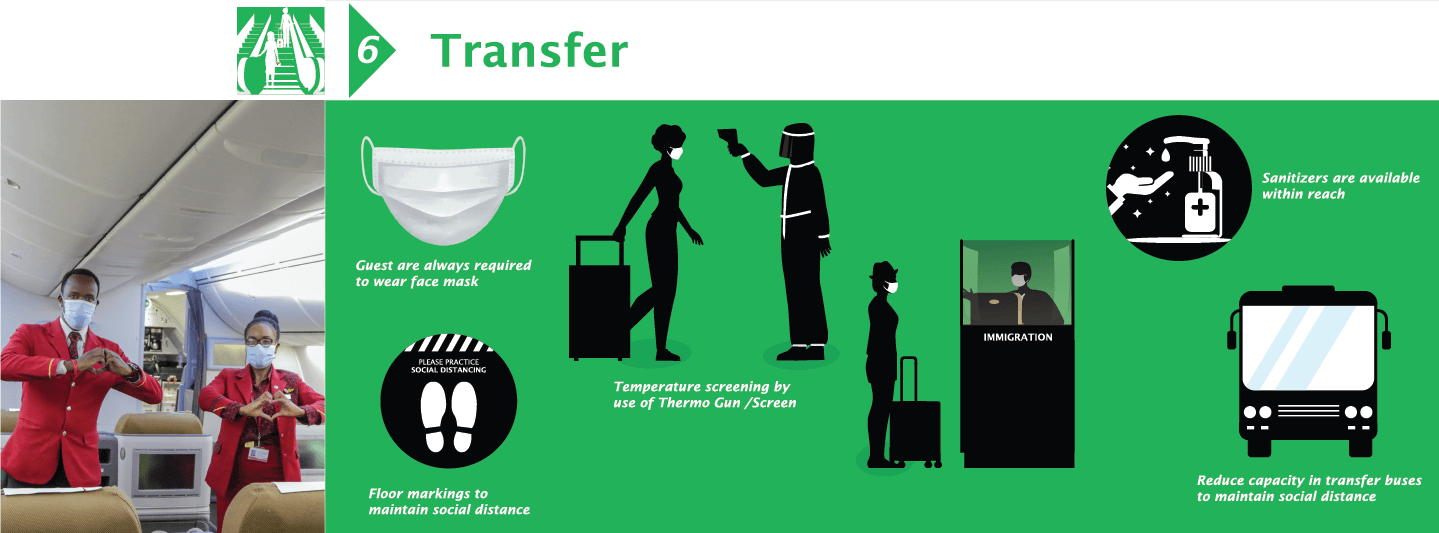 6
Transfer
Guest are always required
to wear face mask
PLEASE PRACTICE
SOCIAL DISTANCING
Floor markings to
maintain social distance
Temperature screening by
use of Thermo Gun /Screen
IMMIGRATION
Sanitizers are available
within reach
Reduce capacity in transfer buses
to maintain social distance